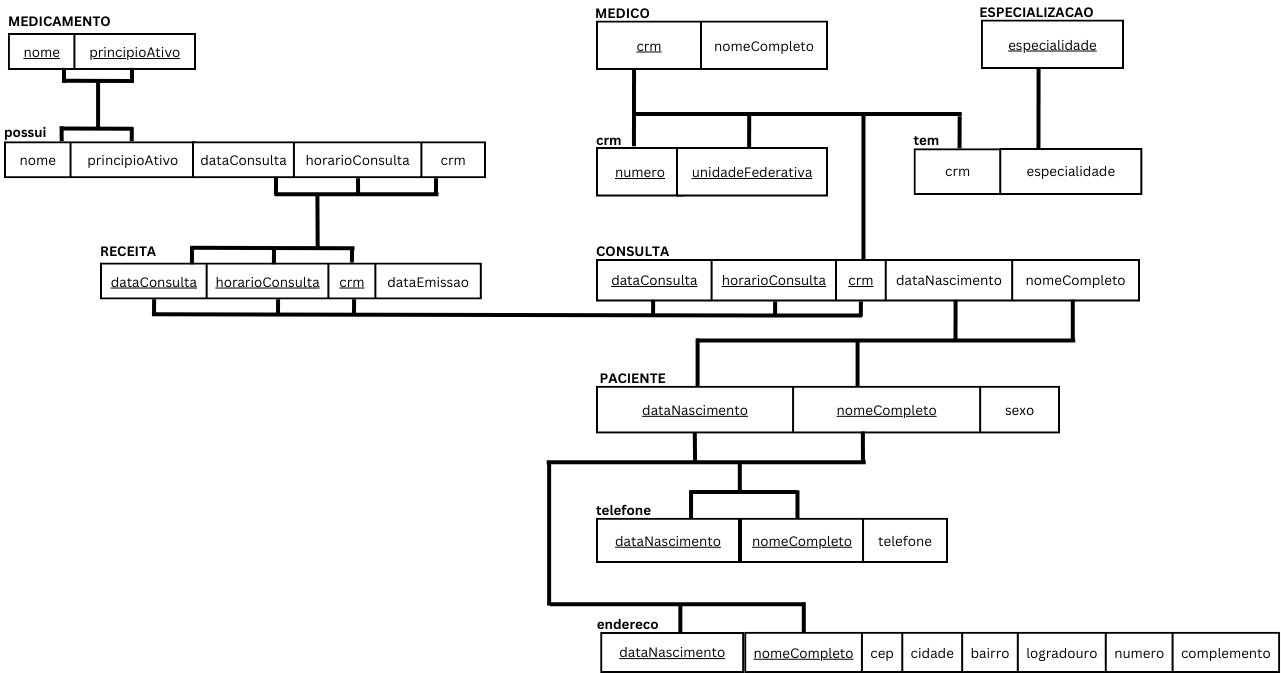 MEDICAMENTO
nome principioAtivo
possui
nome principioAtivo dataConsulta horarioConsulta crm
RECEITA
dataConsulta horarioConsulta crm dataEmissao
MEDICO
crm nomeCompleto
ESPECIALIZACAO
especialidade
crm
numero unidadeFederativa
tem
crm especialidade
CONSULTA
dataConsulta horarioConsulta crm dataNascimento nomeCompleto
PACIENTE
dataNascimento nomeCompleto sexo
telefone
dataNascimento nomeCompleto telefone
endereco
dataNascimento nomeCompleto cep cidade bairro logradouro numero complemento